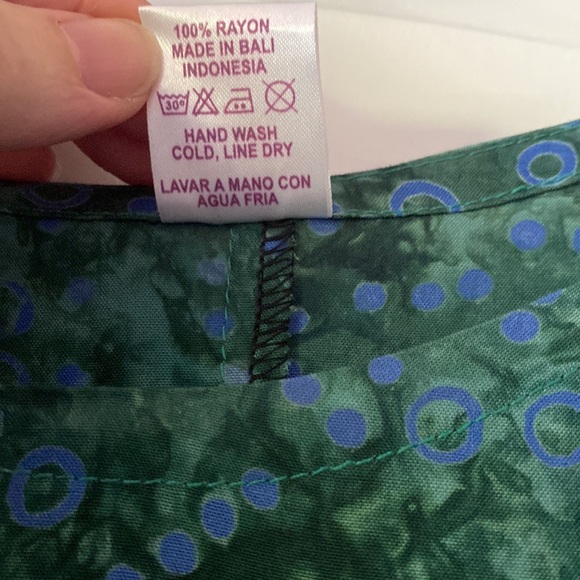 100% RAYON
MADE IN BALI
INDONESIA
30°
HAND WASH
COLD, LINE DRY
LAVAR A MANO CON
AGUA FRIA